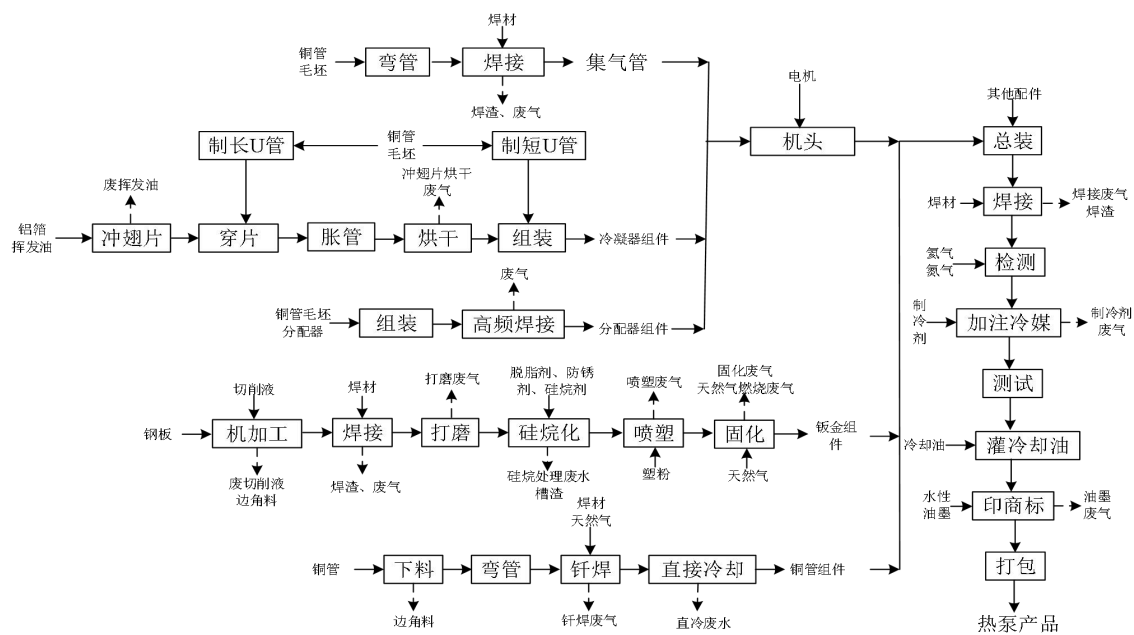 焊材
铜管
毛坯
弯管
焊接
集气管
焊渣、废气
电机
机头
其他配件
总装
制长U管
铜管
毛坯
制短U管
冲翅片烘干
废气
废挥发油
铝箔
挥发油
冲翅片
穿片
胀管
烘干
组装
冷凝器组件
焊材
焊接
焊接废气
焊渣
氦气
氮气
检测
废气
铜管毛坯
分配器
组装
高频焊接
分配器组件
制
冷
剂
加注冷媒
制冷剂
废气
测试
切削液
焊材
打磨废气
脱脂剂、防锈
剂、硅烷剂
喷塑废气
固化废气
天然气燃烧废气
钢板
机加工
焊接
打磨
硅烷化
喷塑
固化
钣金组
件
冷却油
灌冷却油
废切削液
边角料
焊渣、废气
硅烷处理废水
槽渣
塑粉
天然气
水性
油墨
印商标
油墨
废气
焊材
天然气
铜管
下料
弯管
钎焊
直接冷却
铜管组件
打包
边角料
钎焊废气
直冷废水
热泵产品